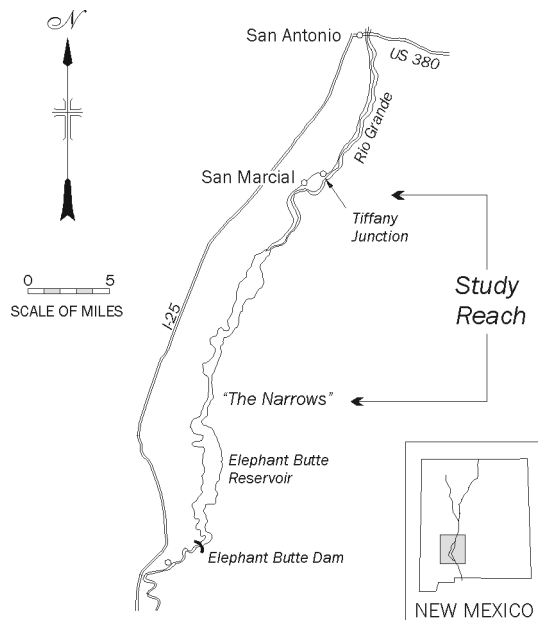 N
San Antonio
US 380
Rio Grande
San Marcial
Tiffany
Junction
0 5
SCALE OF MILES
I-25
Study
Reach
"The Narrows"
Elephant Butte
Reservoir
Elephant Butte Dam
NEW MEXICO